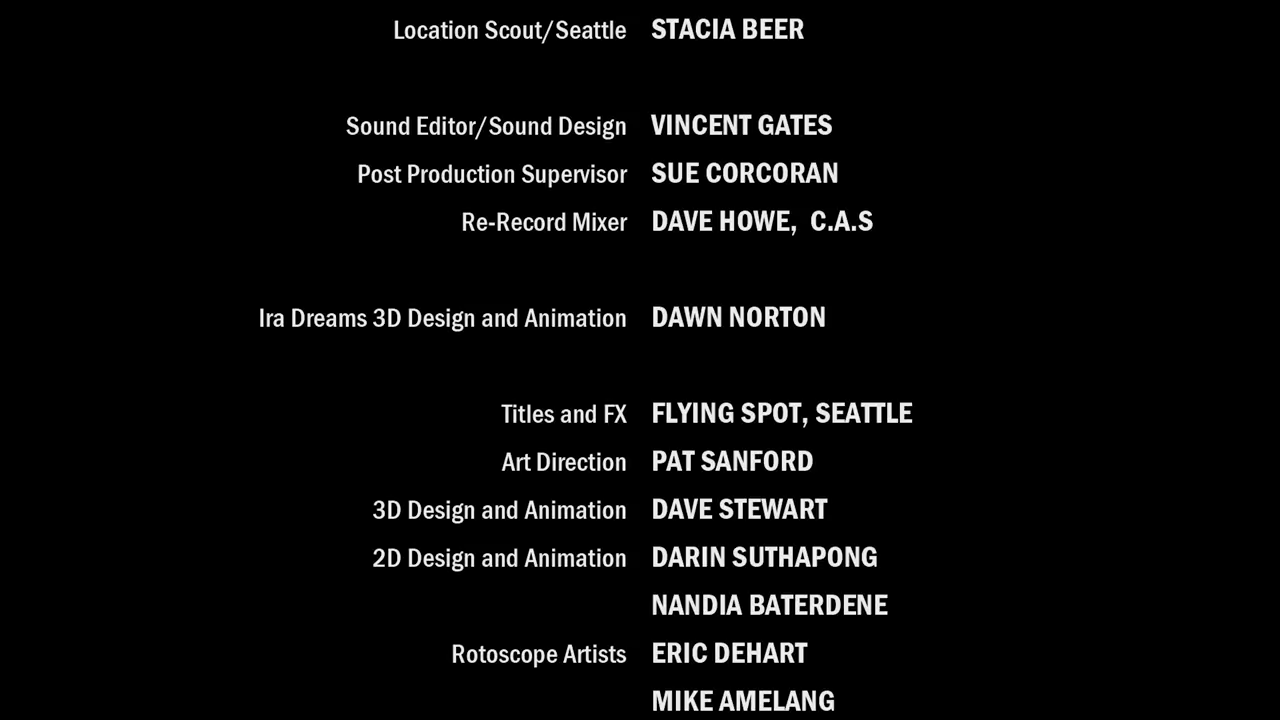 Location Scout/Seattle STACIA BEER
Sound Editor/Sound Design VINCENT GATES
Post Production Supervisor SUE CORCORAN
Re-Record Mixer DAVE HOWE, C.A.S
Ira Dreams 3D Design and Animation DAWN NORTON
Titles and FX FLYING SPOT, SEATTLE
Art Direction PAT SANFORD
3D Design and Animation DAVE STEWART
2D Design and Animation DARIN SUTHAPONG
NANDIA BATERDENE
Rotoscope Artists ERIC DEHART
MIKE AMELANG